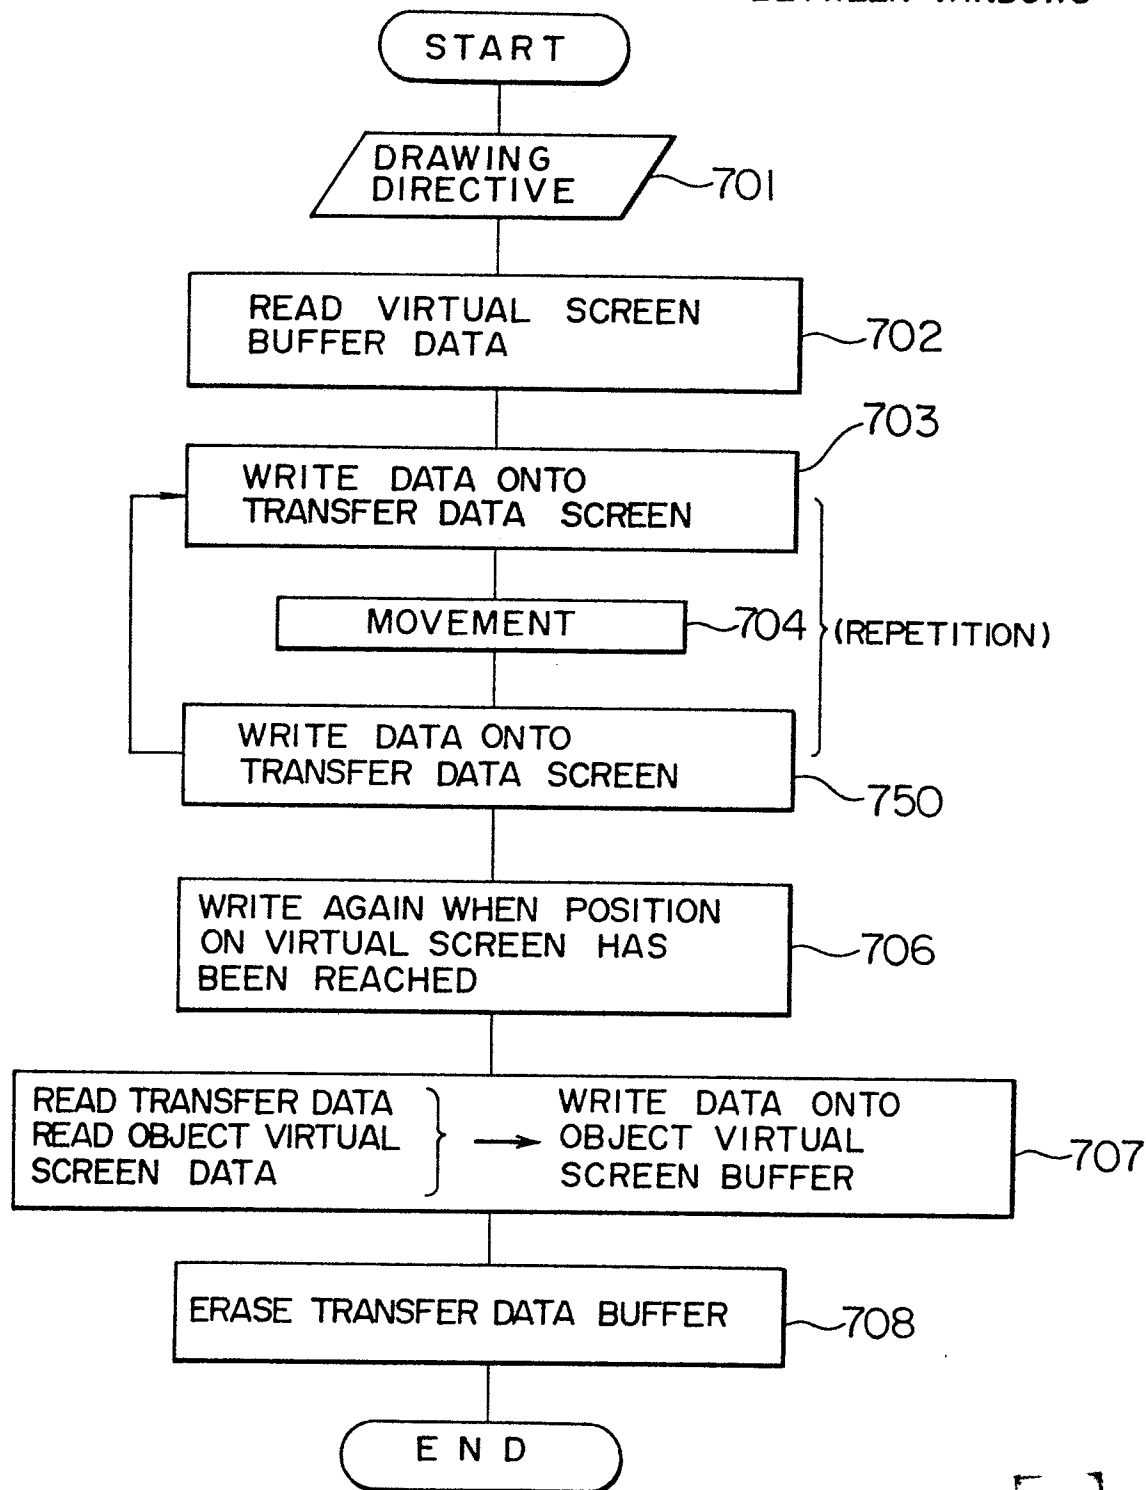 START
DRAWING
DIRECTIVE
701
READ VIRTUAL SCREEN
BUFFER DATA
702
703
WRITE DATA ONTO
TRANSFER DATA SCREEN
MOVEMENT
704
(REPETITION)
WRITE DATA ONTO
TRANSFER DATA SCREEN
750
WRITE AGAIN WHEN POSITION
ON VIRTUAL SCREEN HAS
BEEN REACHED
706
READ TRANSFER DATA
READ OBJECT VIRTUAL
SCREEN DATA
WRITE DATA ONTO
OBJECT VIRTUAL
SCREEN BUFFER
707
ERASE TRANSFER DATA BUFFER
708
END